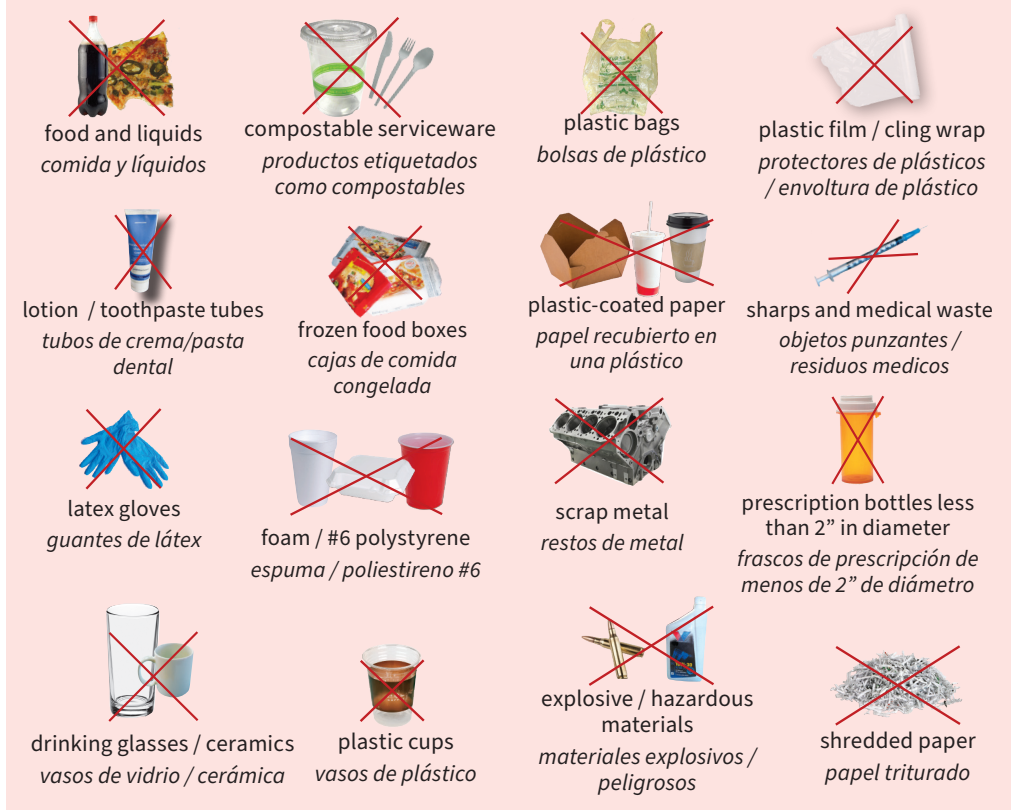 food and liquids
comida y líquidos
compostable serviceware
productos etiquetados
como compostables
plastic bags
bolsas de plástico
plastic film / cling wrap
protectores de plásticos
/ envoltura de plástico
lotion / toothpaste tubes
tubos de crema/pasta
dental
frozen food boxes
cajas de comida
congelada
plastic-coated paper
papel recubierto en
una plástico
sharps and medical waste
objetos punzantes /
residuos medicos
latex gloves
guantes de látex
foam / #6 polystyrene
espuma / poliestireno #6
scrap metal
restos de metal
prescription bottles less
than 2” in diameter
frascos de prescripción de
menos de 2” de diámetro
drinking glasses / ceramics
vasos de vidrio / cerámica
plastic cups
vasos de plástico
explosive / hazardous
materials
materiales explosivos /
peligrosos
shredded paper
papel triturado